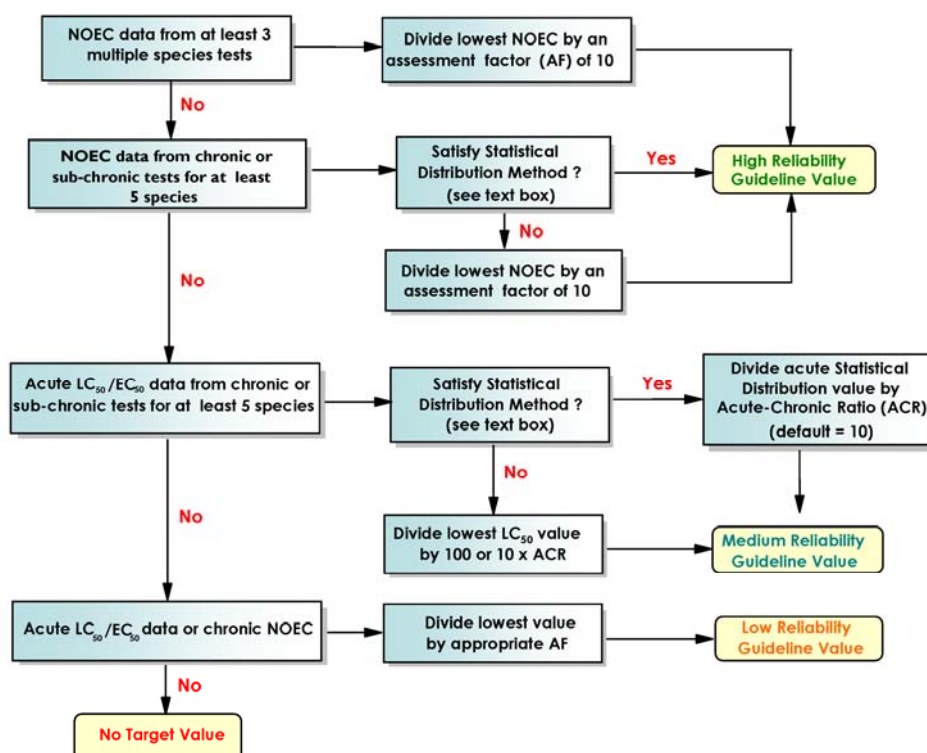 NOEC data from at least 3
multiple species tests
Divide lowest NOEC by an
assessment factor (AF) of 10
No
NOEC data from chronic or
sub-chronic tests for at least
5 species
Satisfy Statistical
Distribution Method ?
(see text box)
Yes
High Reliability
Guideline Value
No
Divide lowest NOEC by an
assessment factor of 10
No
Acute LC50/EC50 data from chronic or
sub-chronic tests for at least 5 species
Satisfy Statistical
Distribution Method ?
(see text box)
Yes
Divide acute Statistical
Distribution value by
Acute-Chronic Ratio (ACR)
(default = 10)
No
No
Divide lowest LC50 value
by 100 or 10 x ACR
Medium Reliability
Guideline Value
Acute LC50/EC50 data or chronic NOEC
Divide lowest value
by appropriate AF
Low Reliability
Guideline Value
No
No Target Value